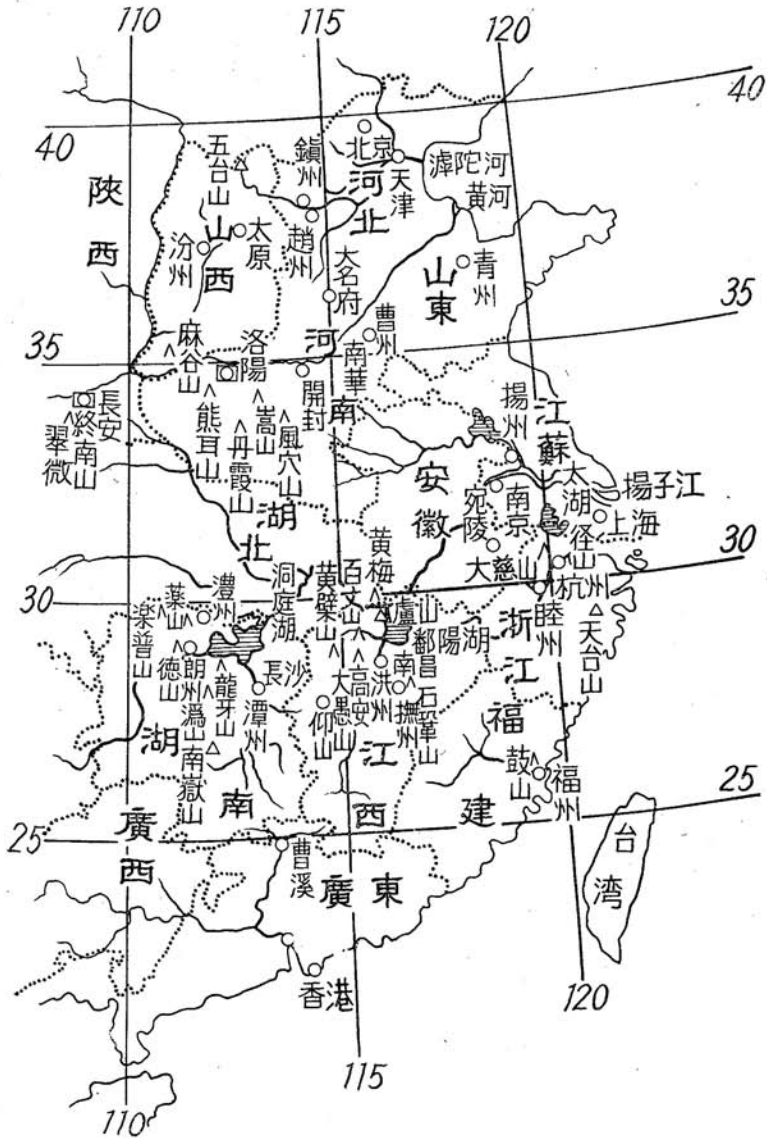 110
115
120
40
40
五台山
鎮州
北京
天津
滹陀河
黄河
陝西
汾州
山西
太原
趙州
河北
大名府
山東
青州
35
35
麻谷山
洛陽
河南
曹州
南華
開封
長安
終南山
翠微
熊耳山
嵩山
丹霞山
風穴山
揚州
江蘇
安徽
宛陵
南京
太湖
揚子江
上海
径山
湖北
黄梅
大慈山
杭州
30
30
薬山
澧州
洞庭湖
黄檗山
百丈山
廬山
鄱陽湖
睦州
浙江
天台山
楽普山
徳山
朗州
龍牙山
長沙
潭州
潙山
南嶽山
仰山
大愚山
高安
洪州
南昌
撫州
石鞏山
湖南
江西
福建
鼓山
福州
25
25
廣西
曹溪
廣東
台湾
香港
110
115
120